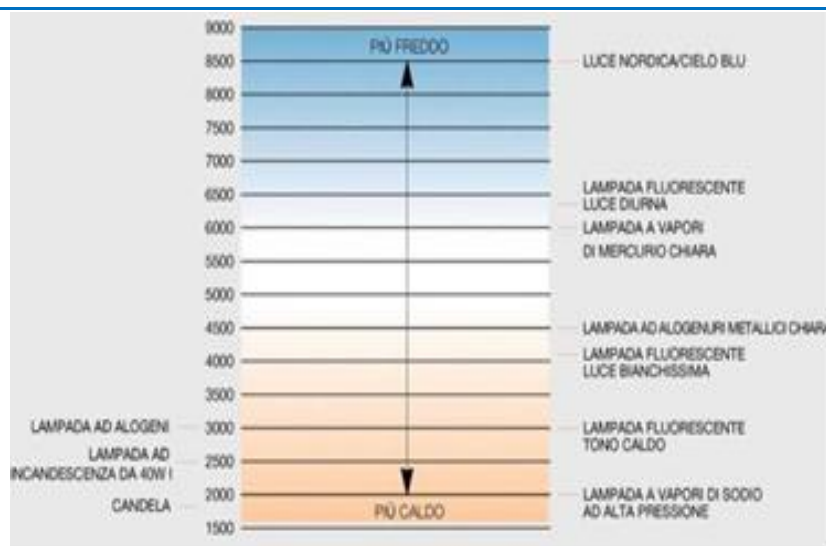 9000
PIÙ FREDDO
8500
LUCE NORDICA/CIELO BLU
8000
7500
7000
6500
LAMPADA FLUORESCENTE
LUCE DIURNA
6000
LAMPADA A VAPORI
DI MERCURIO CHIARA
5500
5000
4500
LAMPADA AD ALOGENURI METALLICI CHIARA
4000
LAMPADA FLUORESCENTE
LUCE BIANCHISSIMA
3500
LAMPADA AD ALOGENI
3000
LAMPADA FLUORESCENTE
TONO CALDO
LAMPADA AD
INCANDESCENZA DA 40W I
2500
2000
CANDELA
PIÙ CALDO
LAMPADA A VAPORI DI SODIO
AD ALTA PRESSIONE
1500